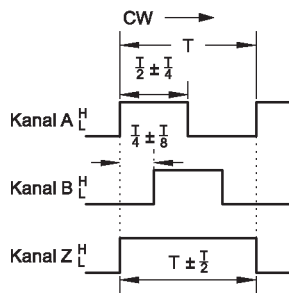 CW
T
T/2 ± T/4
Kanal A H L
T/4 ± T/8
Kanal B H L
Kanal Z H L
T ± T/2